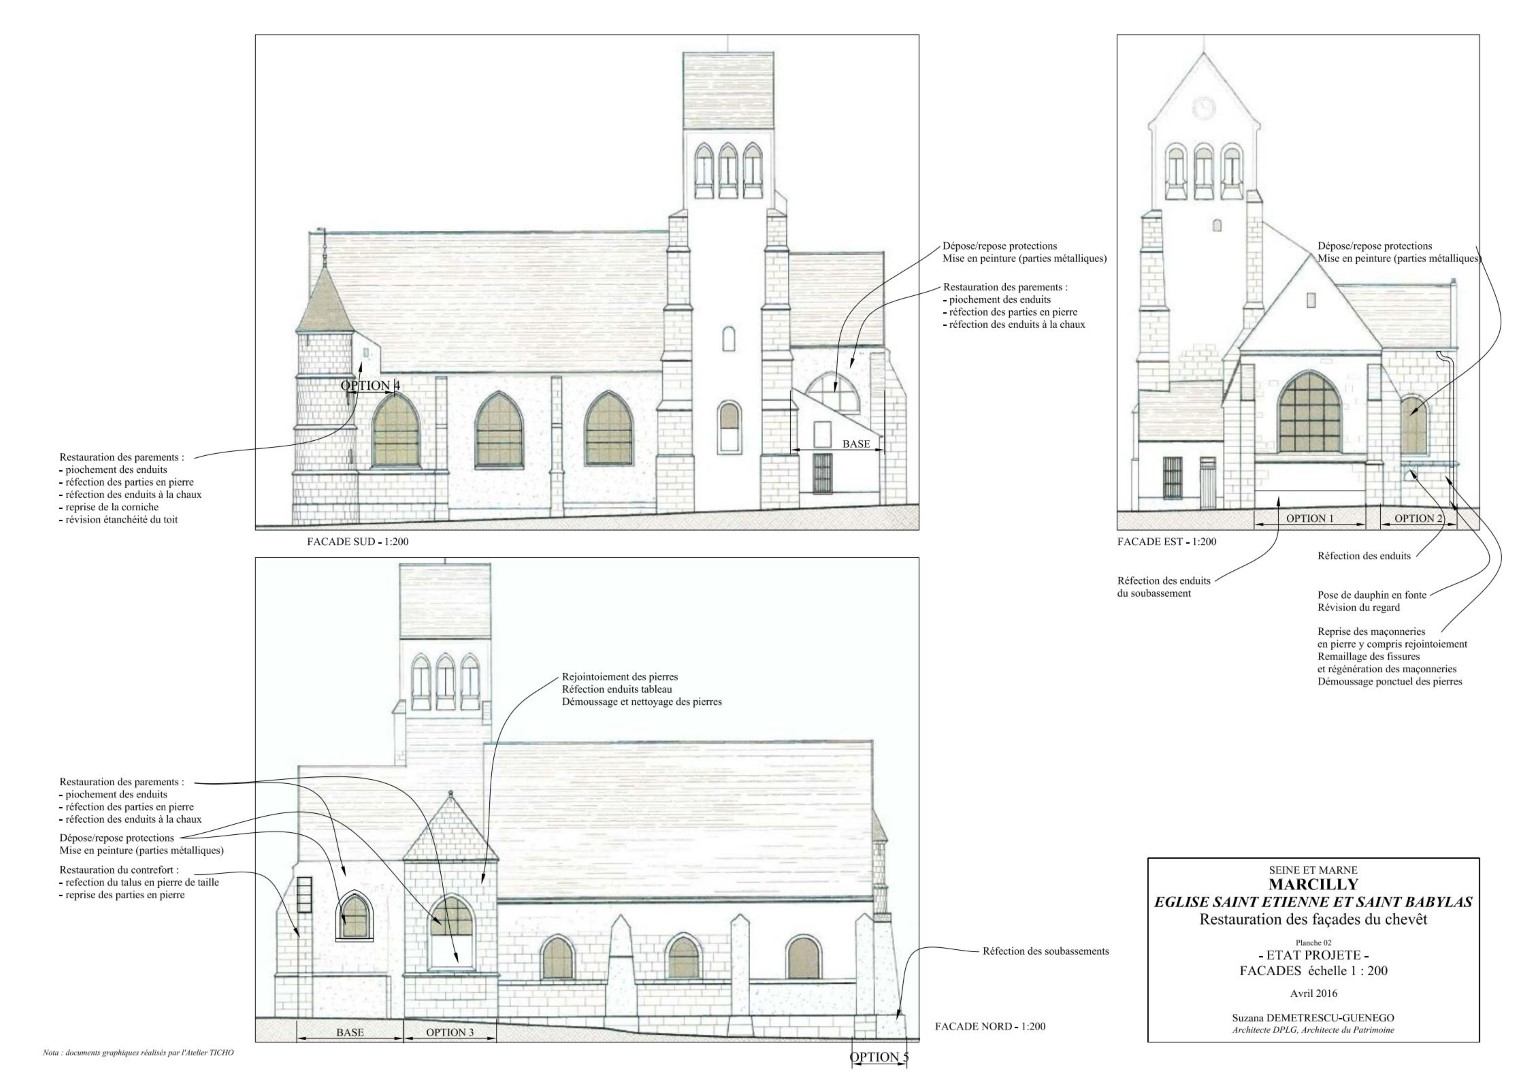 OPTION 4
Restauration des parements :
- piochement des enduits
- réfection des parties en pierre
- réfection des enduits à la chaux
- reprise de la corniche
- révision étanchéité du toit
Dépose/repose protections
Mise en peinture (parties métalliques)
Restauration des parements :
- piochement des enduits
- réfection des parties en pierre
- réfection des enduits à la chaux
BASE
FACADE SUD - 1:200
Dépose/repose protections
Mise en peinture (parties métalliques)
OPTION 1
OPTION 2
FACADE EST - 1:200
Réfection des enduits
Réfection des enduits
du soubassement
Pose de dauphin en fonte
Révision du regard
Reprise des maçonneries
en pierre y compris rejointoiement
Remaillage des fissures
et régénération des maçonneries
Démoussage ponctuel des pierres
Rejointoiement des pierres
Réfection enduits tableau
Démoussage et nettoyage des pierres
Restauration des parements :
- piochement des enduits
- réfection des parties en pierre
- réfection des enduits à la chaux
Dépose/repose protections
Mise en peinture (parties métalliques)
Restauration du contrefort :
- refection du talus en pierre de taille
- reprise des parties en pierre
Réfection des soubassements
BASE
OPTION 3
FACADE NORD - 1:200
OPTION 5
Nota : documents graphiques réalisés par l'Atelier TICHO
SEINE ET MARNE
MARCILLY
EGLISE SAINT ETIENNE ET SAINT BABYLAS
Restauration des façades du chevêt
Planche 02
- ETAT PROJETE -
FACADES échelle 1 : 200
Avril 2016
Suzana DEMETRESCU-GUENEGO
Architecte DPLG, Architecte du Patrimoine